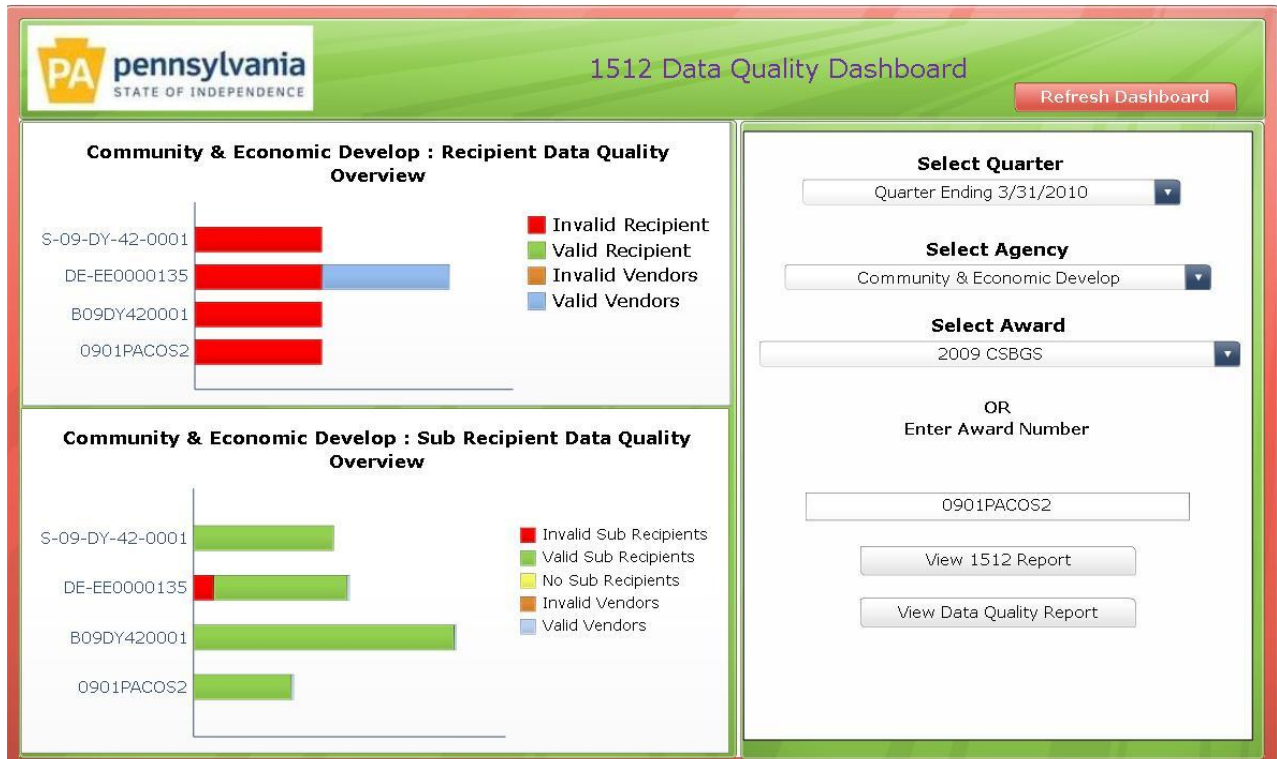 PA
pennsylvania
STATE OF INDEPENDENCE
1512 Data Quality Dashboard
Refresh Dashboard
Community & Economic Develop : Recipient Data Quality
Overview
S-09-DY-42-0001
DE-EE0000135
B09DY420001
0901PACOS2
Invalid Recipient
Valid Recipient
Invalid Vendors
Valid Vendors
Community & Economic Develop : Sub Recipient Data Quality
Overview
S-09-DY-42-0001
DE-EE0000135
B09DY420001
0901PACOS2
Invalid Sub Recipients
Valid Sub Recipients
No Sub Recipients
Invalid Vendors
Valid Vendors
Select Quarter
Quarter Ending 3/31/2010
Select Agency
Community & Economic Develop
Select Award
2009 CSBGS
OR
Enter Award Number
0901PACOS2
View 1512 Report
View Data Quality Report